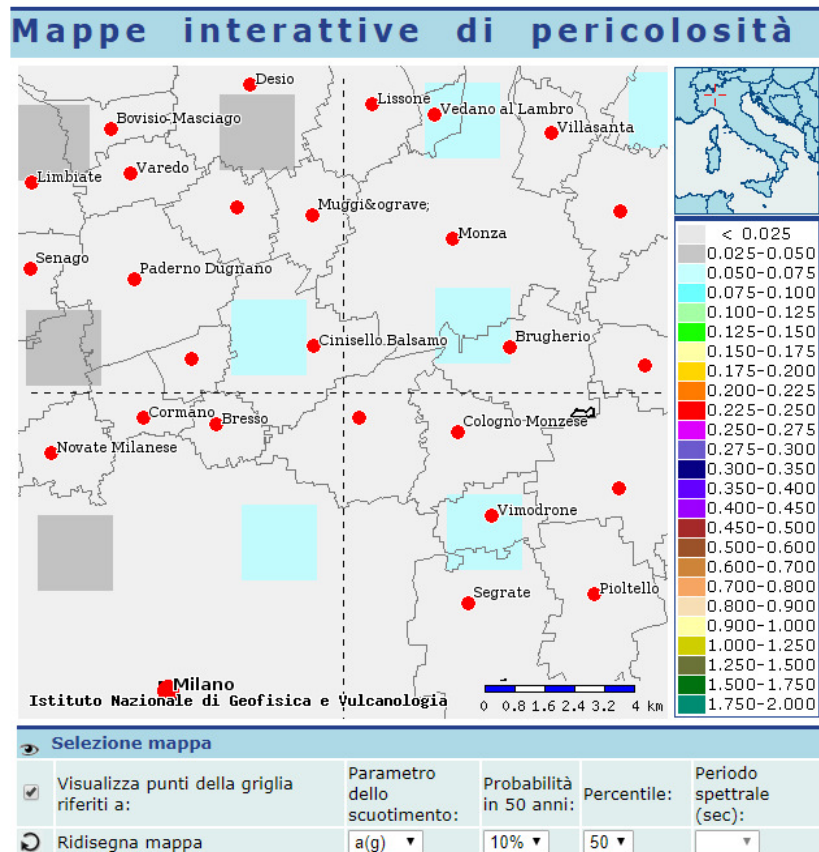 Mappe interattive di pericolosità
Desio
Lissone
Vedano al Lambro
Bovisio Masciago
Villasanta
Varedo
Limbiate
Muggi&ograve;
Monza
Senago
Paderno Dugnano
Cinisello Balsamo
Brugherio
Cormano
Bresso
Cologno Monzese
Novate Milanese
Vimodrone
Segrate
Pioltello
Milano
Istituto Nazionale di Geofisica e Vulcanologia
0 0.8 1.6 2.4 3.2 4 km
< 0.025
0.025-0.050
0.050-0.075
0.075-0.100
0.100-0.125
0.125-0.150
0.150-0.175
0.175-0.200
0.200-0.225
0.225-0.250
0.250-0.275
0.275-0.300
0.300-0.350
0.350-0.400
0.400-0.450
0.450-0.500
0.500-0.600
0.600-0.700
0.700-0.800
0.800-0.900
0.900-1.000
1.000-1.250
1.250-1.500
1.500-1.750
1.750-2.000
Selezione mappa
Visualizza punti della griglia
riferiti a:
Parametro
dello
scuotimento:
Probabilità
in 50 anni:
Percentile:
Periodo
spettrale
(sec):
Ridisegna mappa
a(g)
10%
50